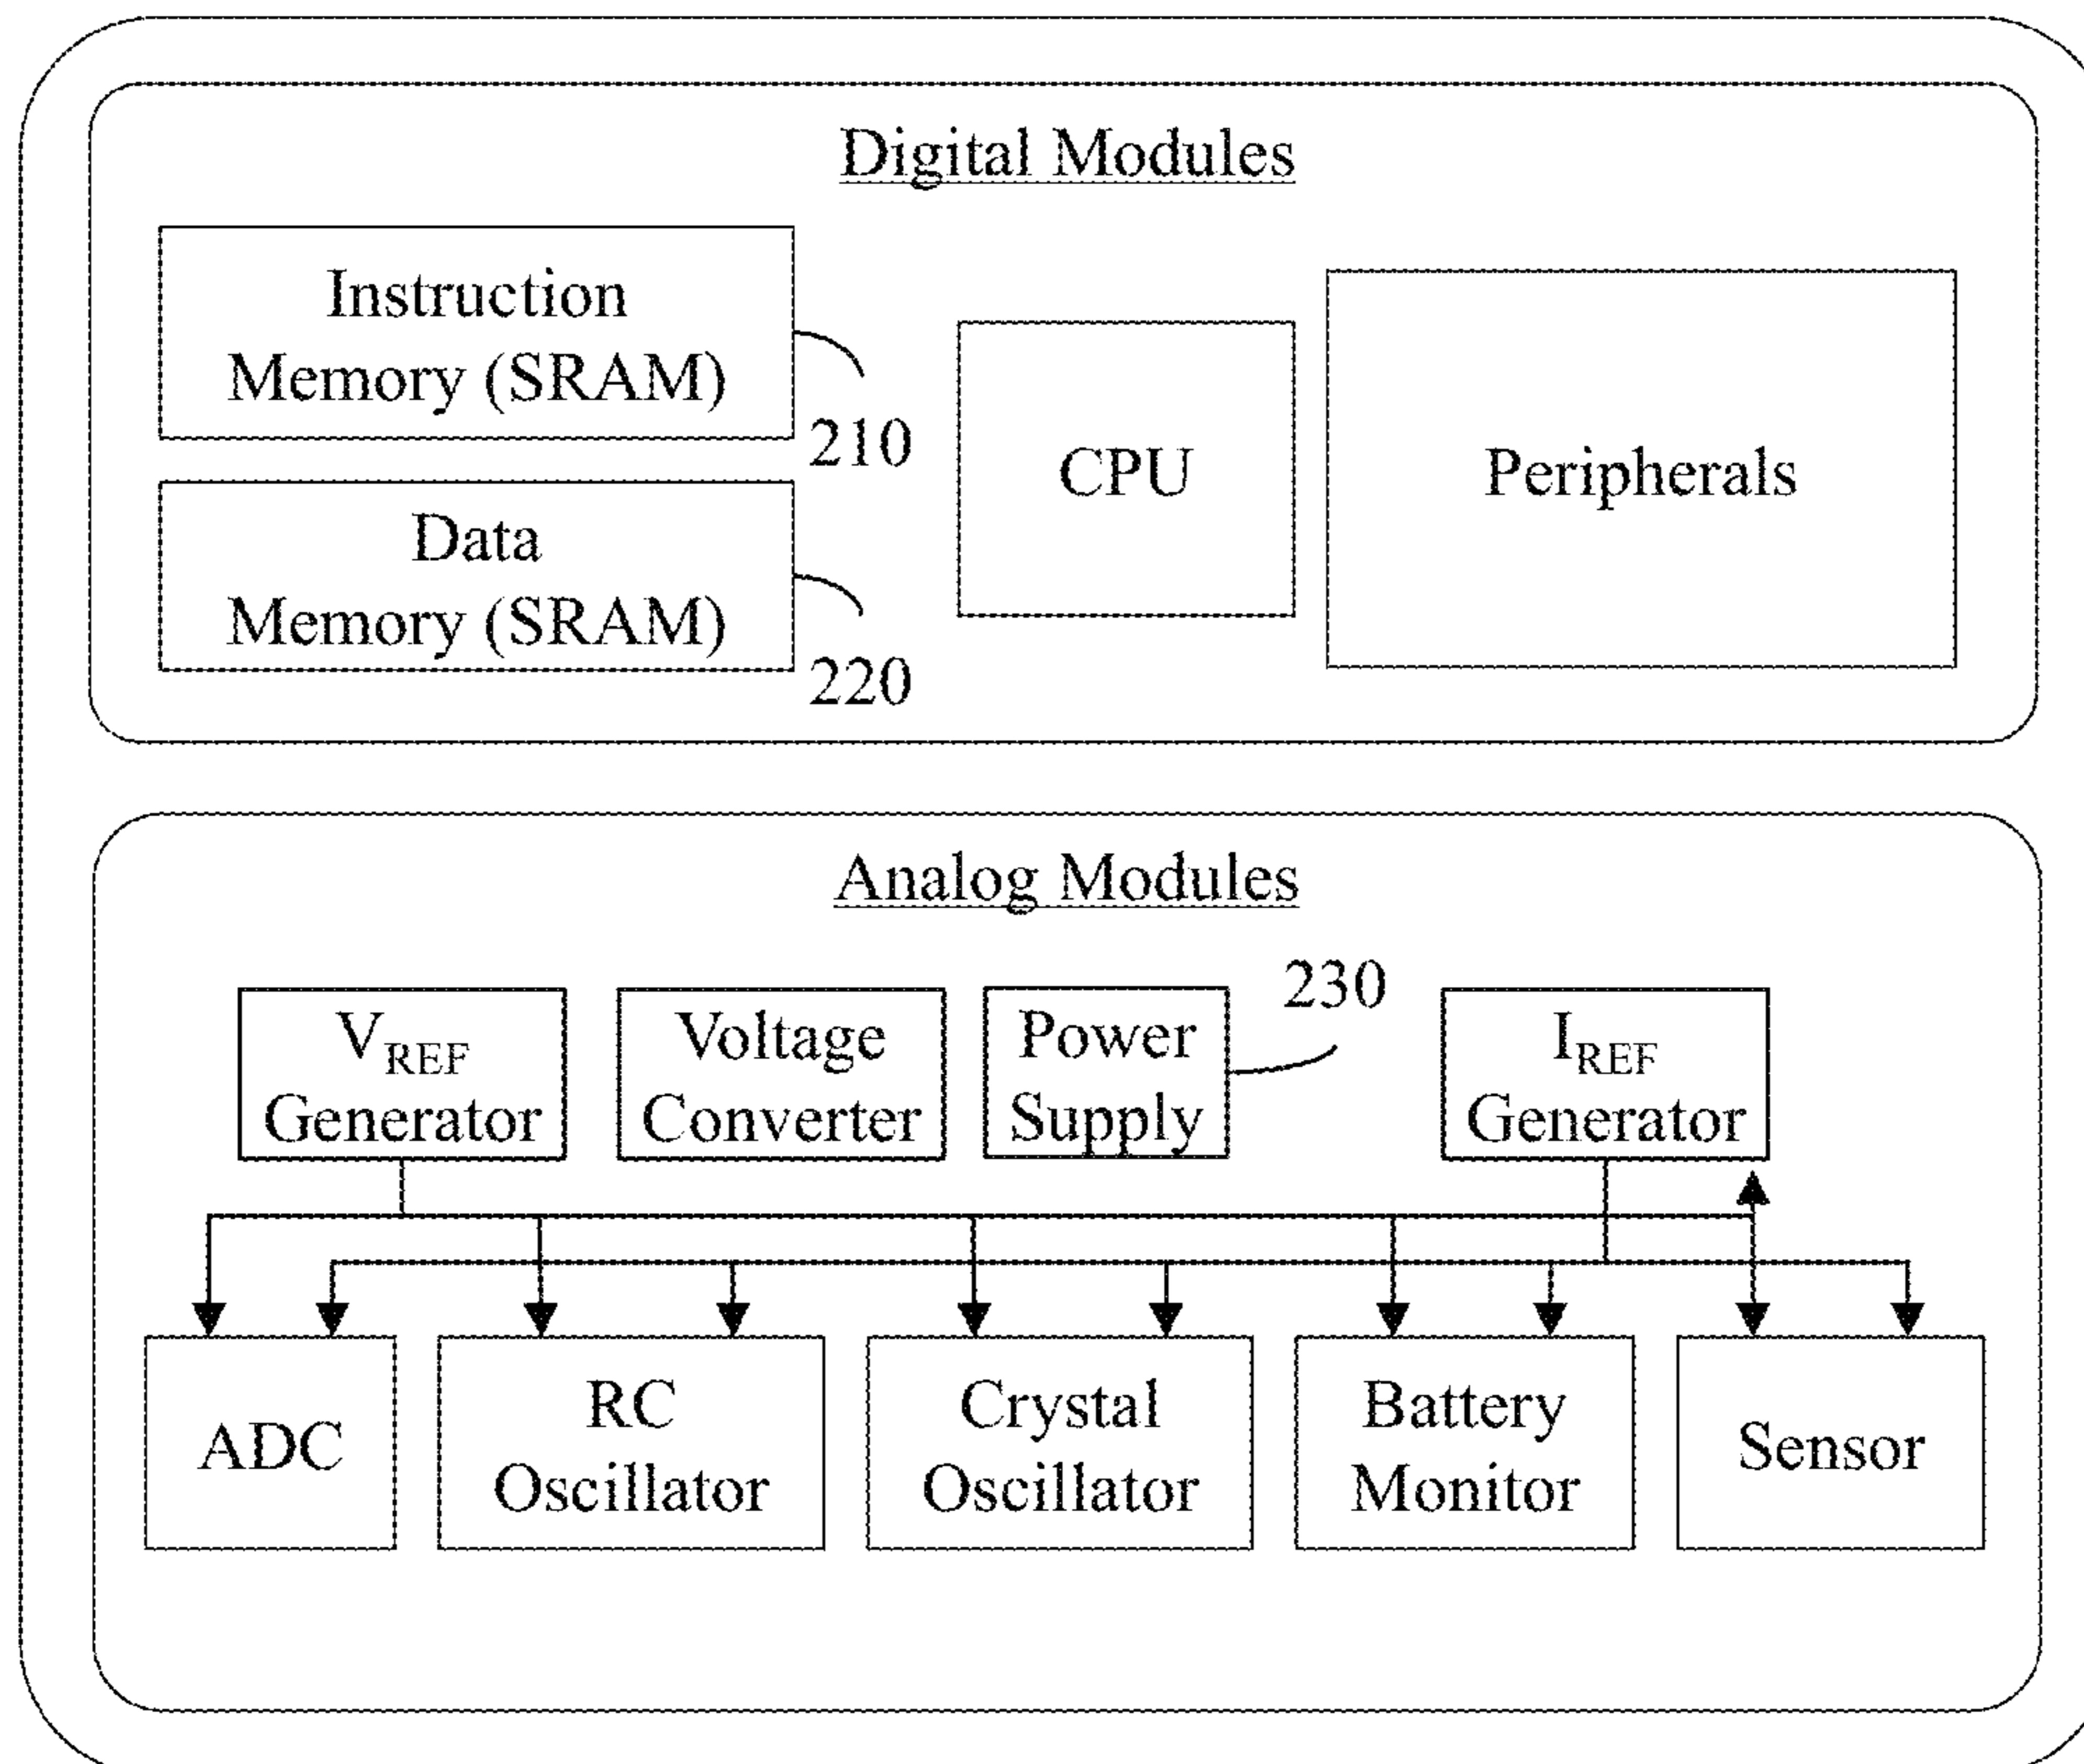 Digital Modules
Instruction
Memory (SRAM)
210
Data
Memory (SRAM)
220
CPU
Peripherals
Analog Modules
230
VREF
Generator
Voltage
Converter
Power
Supply
IREF
Generator
ADC
RC
Oscillator
Crystal
Oscillator
Battery
Monitor
Sensor